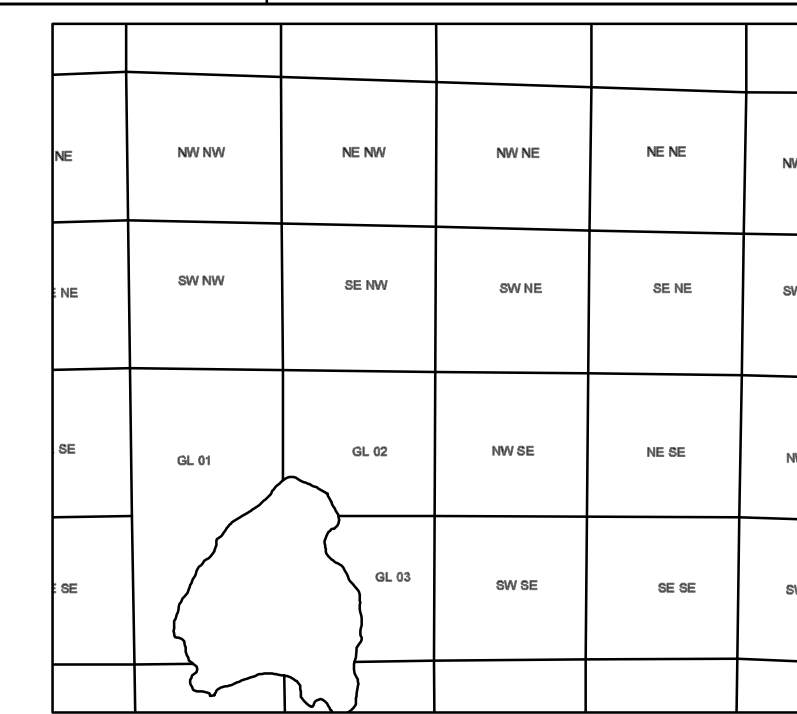 NE NW NW NE NW NW NE NE NE
NE SW NW SE NW SW NE SE NE
SE GL 01 GL 02 NW SE NE SE
SE GL 03 SW SE SE SE